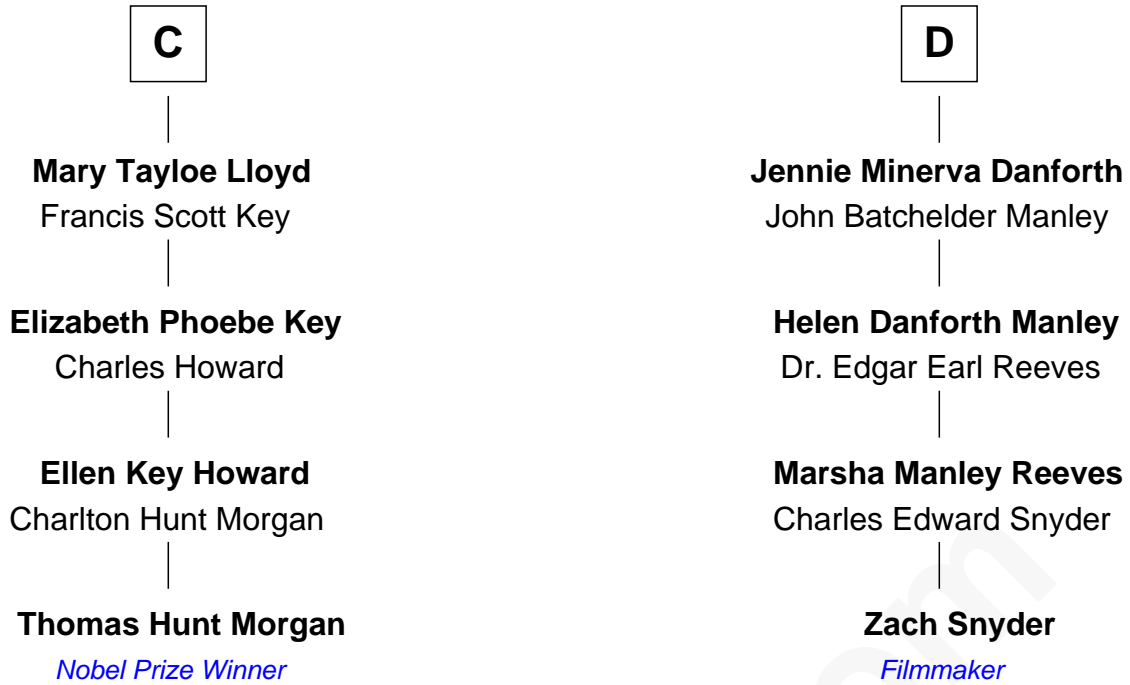 C
Mary Tayloe Lloyd
Francis Scott Key
Elizabeth Phoebe Key
Charles Howard
Ellen Key Howard
Charlton Hunt Morgan
Thomas Hunt Morgan
Nobel Prize Winner
D
Jennie Minerva Danforth
John Batchelder Manley
Helen Danforth Manley
Dr. Edgar Earl Reeves
Marsha Manley Reeves
Charles Edward Snyder
Zach Snyder
Filmmaker